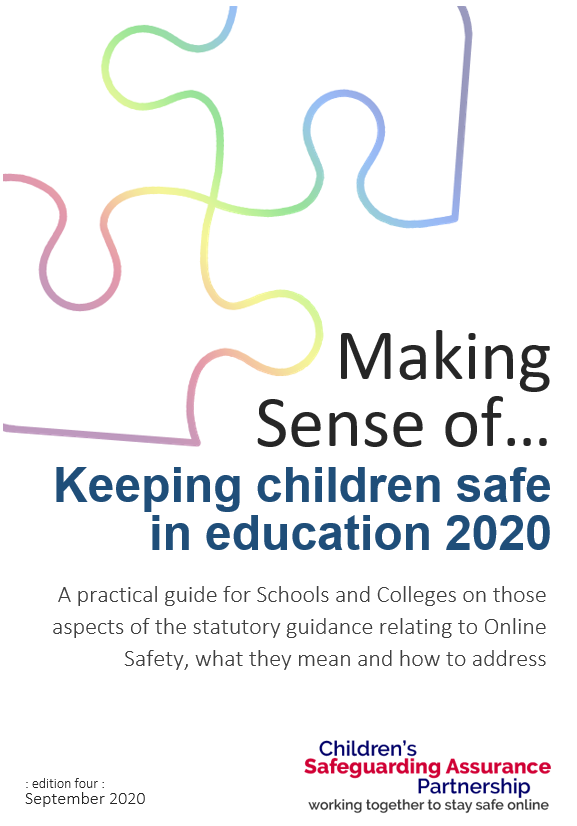 Making
Sense of...
Keeping children safe
in education 2020
A practical guide for Schools and Colleges on those
aspects of the statutory guidance relating to Online
Safety, what they mean and how to address
: edition four :
September 2020
Children's
Safeguarding Assurance
Partnership
working together to stay safe online